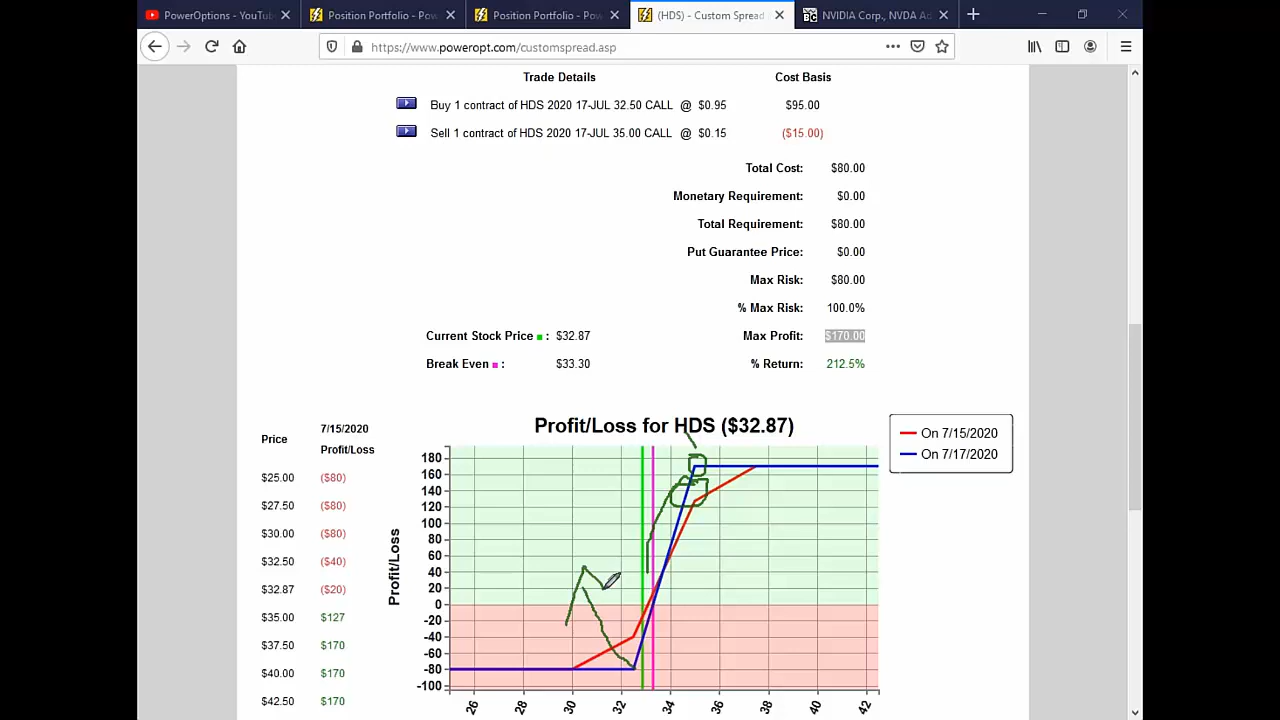 PowerOptions - YouTub
Position Portfolio - Pow
Position Portfolio - Pow
(HDS) - Custom Spread
NVIDIA Corp., NVDA Ad
https://www.poweropt.com/customspread.asp
Trade Details Cost Basis
Buy 1 contract of HDS 2020 17-JUL 32.50 CALL @ $0.95 $95.00
Sell 1 contract of HDS 2020 17-JUL 35.00 CALL @ $0.15 ($15.00)
Total Cost: $80.00
Monetary Requirement: $0.00
Total Requirement: $80.00
Put Guarantee Price: $0.00
Max Risk: $80.00
% Max Risk: 100.0%
Current Stock Price : $32.87 Max Profit: $170.00
Break Even : $33.30 % Return: 212.5%
Price 7/15/2020 Profit/Loss
$25.00 ($80)
$27.50 ($80)
$30.00 ($80)
$32.50 ($40)
$32.87 ($20)
$35.00 $127
$37.50 $170
$40.00 $170
$42.50 $170
Profit/Loss for HDS ($32.87)
Profit/Loss
180
160
140
120
100
80
60
40
20
0
-20
-40
-60
-80
-100
26 30 32 34 36 40 42
On 7/15/2020
On 7/17/2020